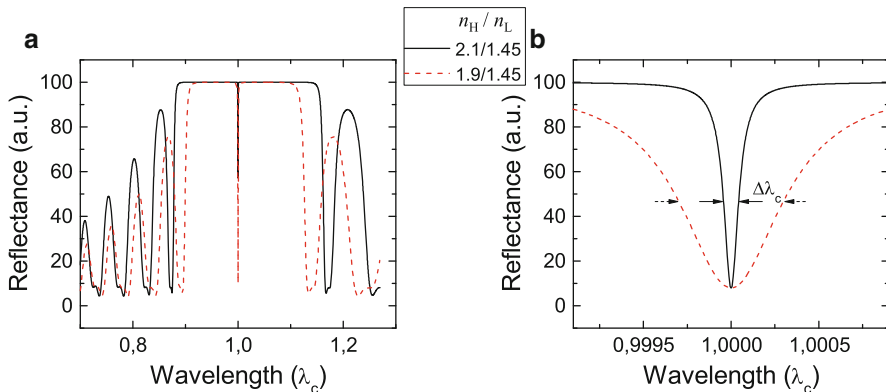 a
n_H / n_L
2.1/1.45
1.9/1.45
b
Reflectance (a.u.)
100
80
60
40
20
0
0,8
1,0
1,2
Wavelength (λ_c)
Reflectance (a.u.)
100
80
60
40
20
0
Δλ_c
0,9995
1,0000
1,0005
Wavelength (λ_c)